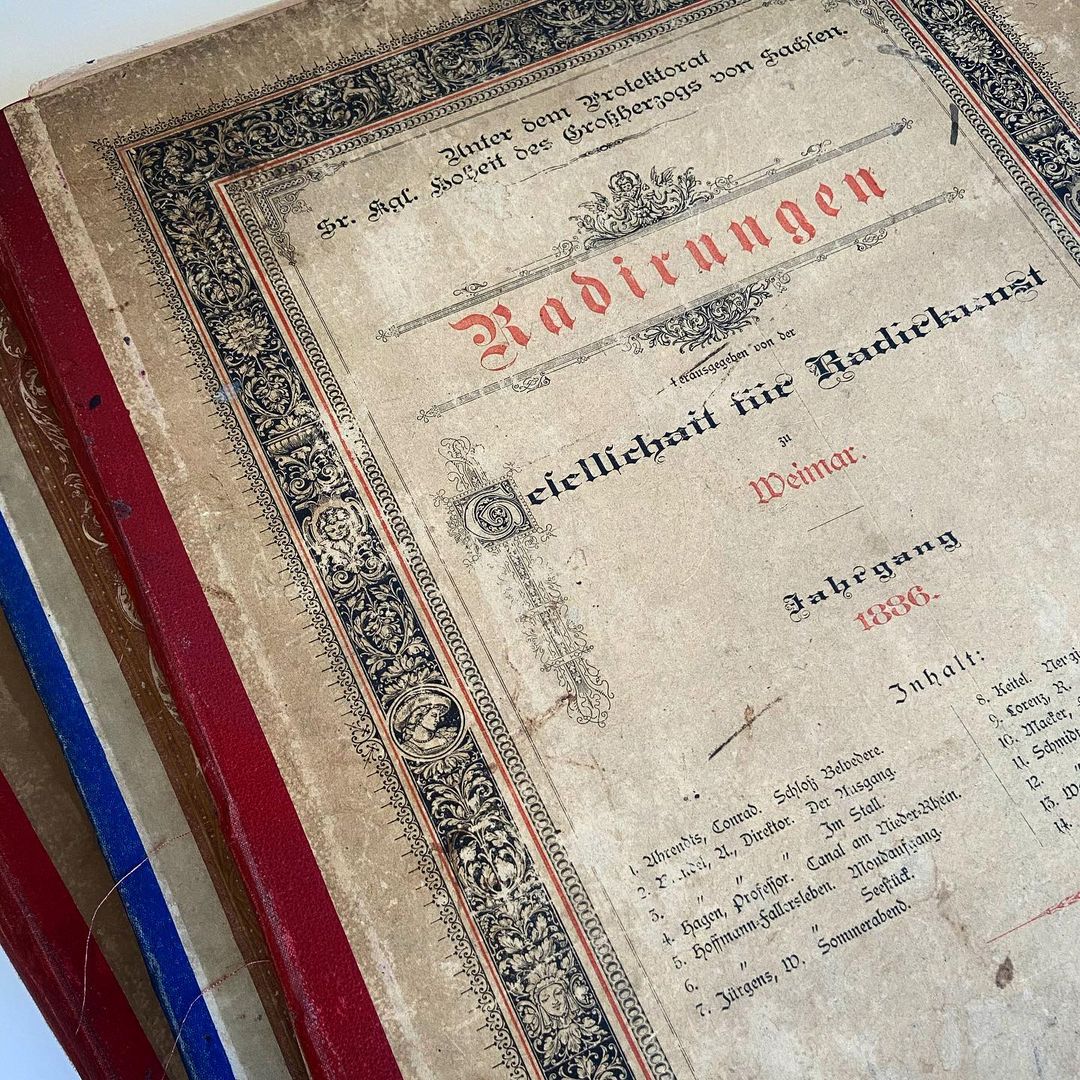 Unter dem Protektorat
Sr. Kgl. Hoheit des Großherzogs von Sachsen.
Radirungen
herausgegeben von der
Gesellschaft für Radirkunst
zu
Weimar.
Jahrgang
1886.
Inhalt:
1. Ahrendts, Conrad. Schloß Belvedere.
2. A., Direktor. Der Ausgang.
3. " " Im Stall.
4. Hagen, Professor. Canal am Nieder-Rhein.
5. Hoffmann-Fallersleben. Mondaufgang.
6. " " Seestück.
7. Jürgens, W. Sommerabend.
8. Keitel.
9. Lorenz, R.
10.
11.
12. "
13.
14.